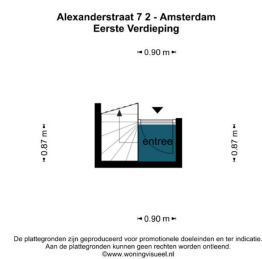 Alexanderstraat 7 2 - Amsterdam
Eerste Verdieping
0.90 m
0.87 m
entree
0.87 m
0.90 m
De plattegronden zijn geproduceerd voor promotionele doeleinden en ter indicatie.
Aan de plattegronden kunnen geen rechten worden ontleend.
©www.woningvisueel.nl